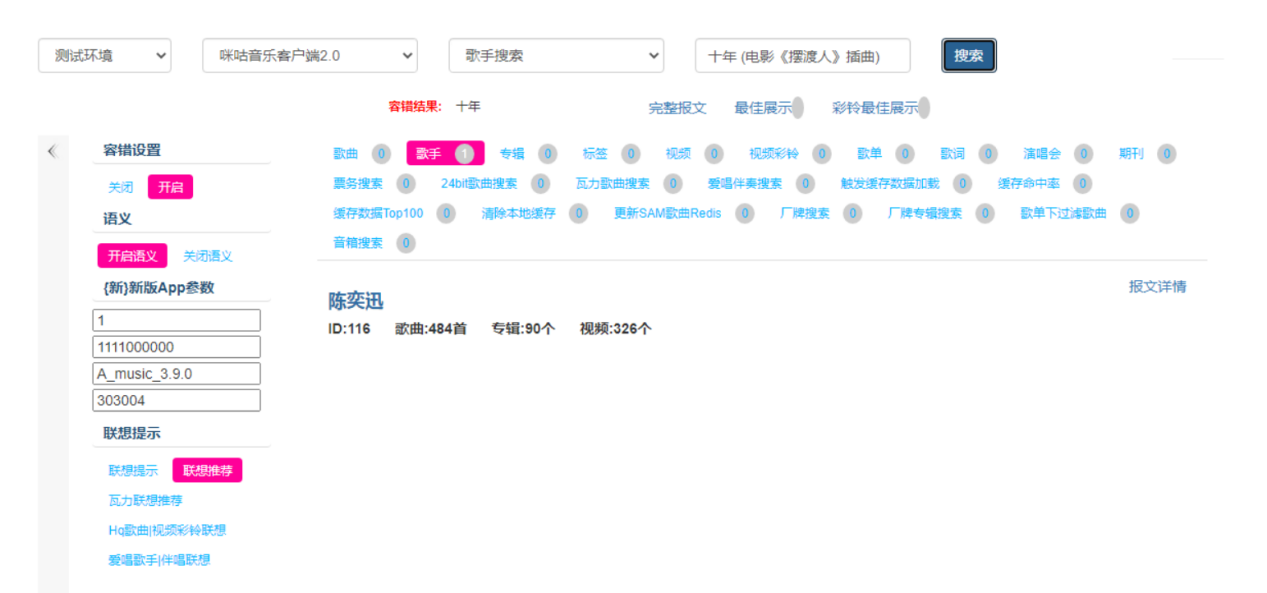 测试环境 咪咕音乐客户端2.0 歌手搜索 十年 (电影《摆渡人》插曲) 搜索
容错结果: 十年 完整报文 最佳展示 彩铃最佳展示
容错设置
关闭 开启
语义
开启语义 关闭语义
{新}新版App参数
1
1111000000
A_music_3.9.0
303004
联想提示
联想提示 联想推荐
瓦力联想推荐
Hq歌曲|视频彩铃联想
爱唱歌手|伴唱联想
歌曲 0 歌手 1 专辑 0 标签 0 视频 0 视频彩铃 0 歌单 0 歌词 0 演唱会 0 期刊 0
票务搜索 0 24bit歌曲搜索 0 瓦力歌曲搜索 0 爱唱伴奏搜索 0 触发缓存数据加载 0 缓存命中率 0
缓存数据Top100 0 清除本地缓存 0 更新SAM歌曲Redis 0 厂牌搜索 0 厂牌专辑搜索 0 歌单下过滤歌曲 0
音箱搜索 0
报文详情
陈奕迅
ID:116 歌曲:484首 专辑:90个 视频:326个